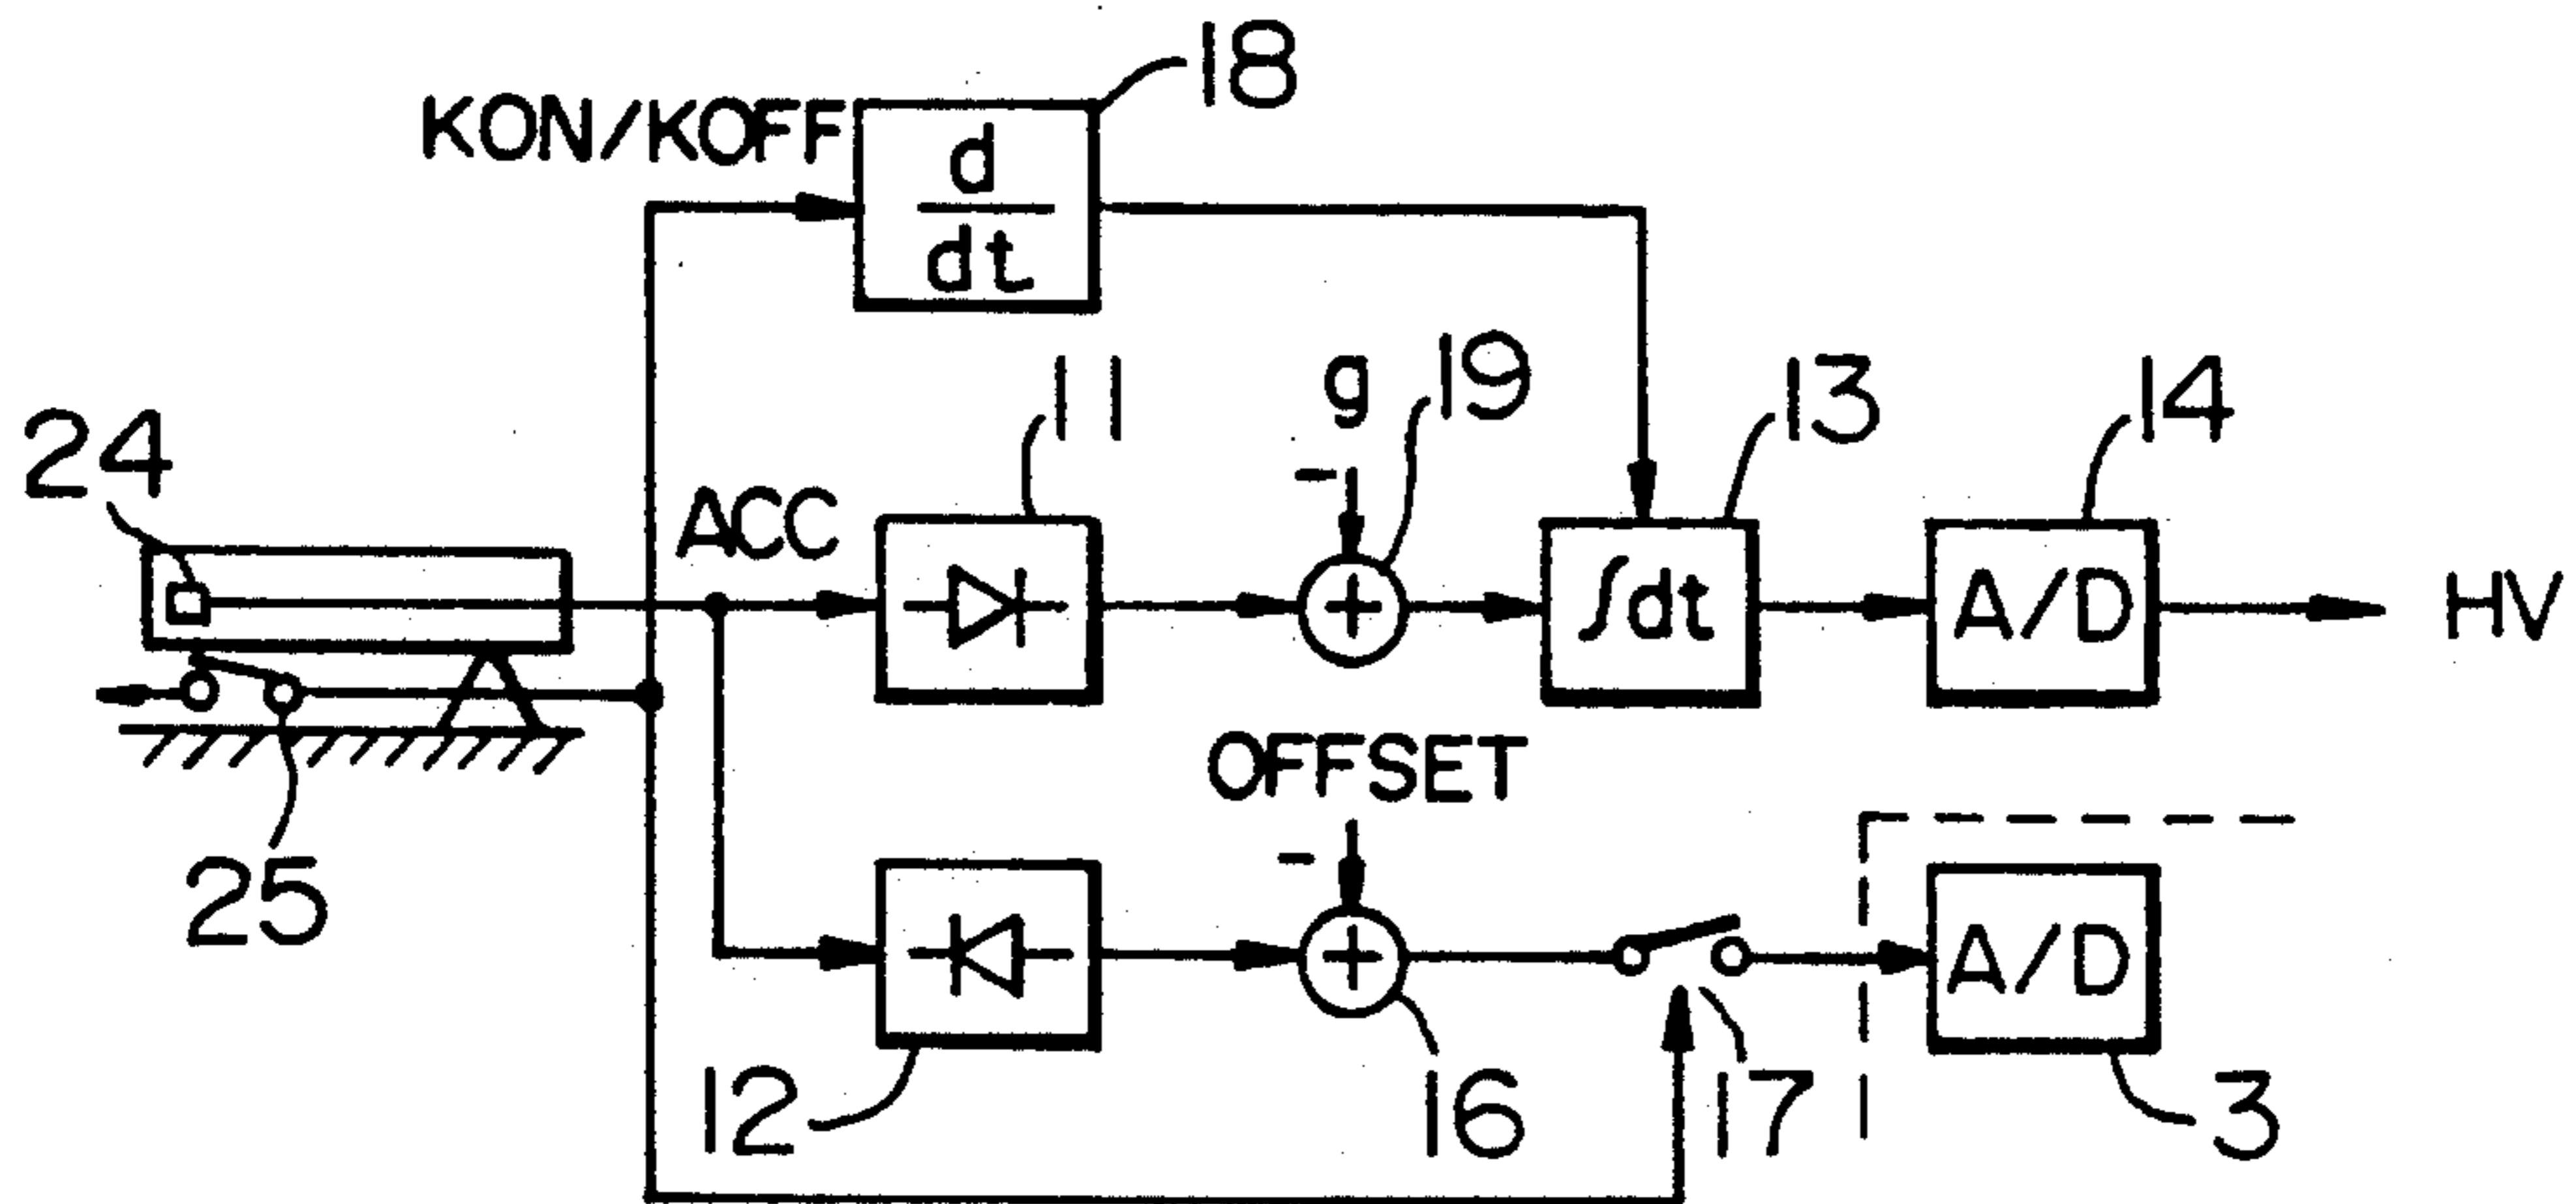 18
KON/KOFF
d
dt
11
g
19
13
14
24
-
ACC
+
∫dt
A/D
HV
OFFSET
25
-
+
A/D
12
16
17
3